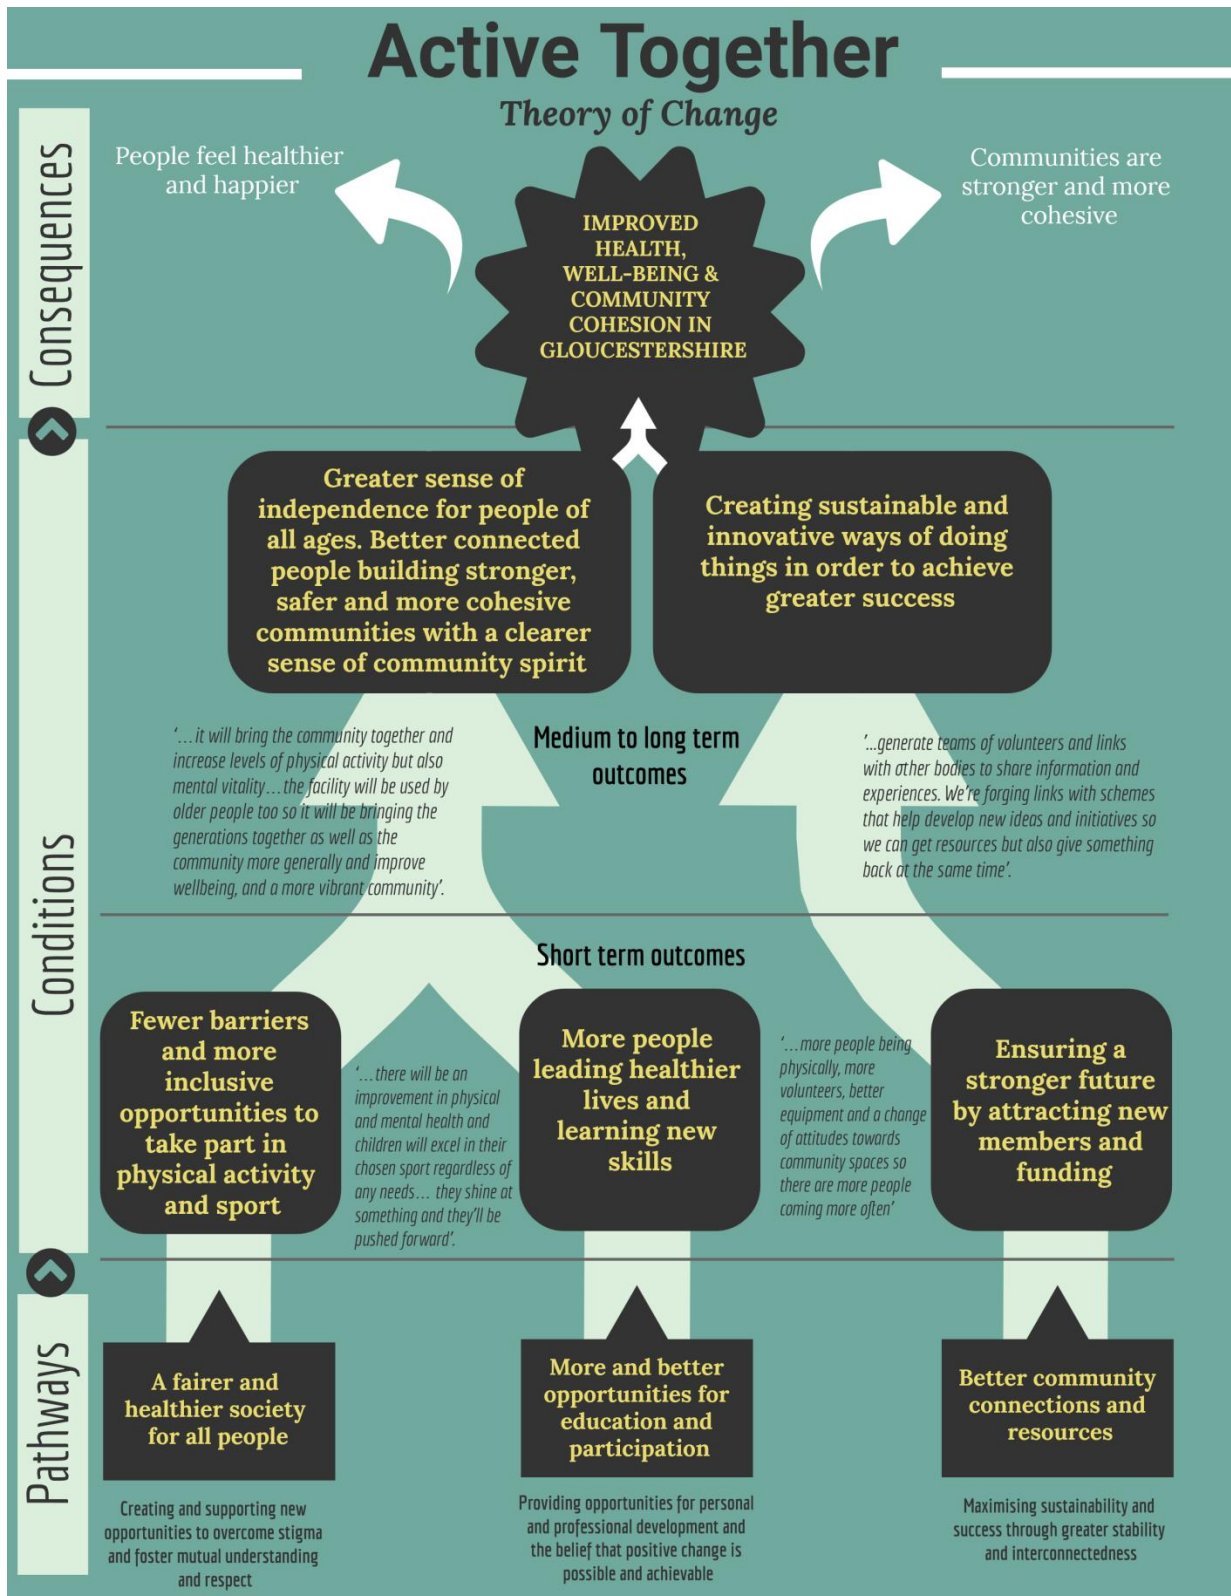 Active Together
Theory of Change
Consequences
People feel healthier
and happier
Communities are
stronger and more
cohesive
IMPROVED
HEALTH,
WELL-BEING &
COMMUNITY
COHESION IN
GLOUCESTERSHIRE
Conditions
Greater sense of
independence for people of
all ages. Better connected
people building stronger,
safer and more cohesive
communities with a clearer
sense of community spirit
Creating sustainable and
innovative ways of doing
things in order to achieve
greater success
Medium to long term
outcomes
‘…it will bring the community together and
increase levels of physical activity but also
mental vitality…the facility will be used by
older people too so it will be bringing the
generations together as well as the
community more generally and improve
wellbeing, and a more vibrant community’.
‘...generate teams of volunteers and links
with other bodies to share information and
experiences. We’re forging links with schemes
that help develop new ideas and initiatives so
we can get resources but also give something
back at the same time’.
Short term outcomes
Fewer barriers
and more
inclusive
opportunities to
take part in
physical activity
and sport
‘…there will be an
improvement in physical
and mental health and
children will excel in their
chosen sport regardless of
any needs… they shine at
something and they’ll be
pushed forward’.
More people
leading healthier
lives and
learning new
skills
‘…more people being
physically, more
volunteers, better
equipment and a change
of attitudes towards
community spaces so
there are more people
coming more often’
Ensuring a
stronger future
by attracting new
members and
funding
Pathways
A fairer and
healthier society
for all people
More and better
opportunities for
education and
participation
Better community
connections and
resources
Creating and supporting new
opportunities to overcome stigma
and foster mutual understanding
and respect
Providing opportunities for personal
and professional development and
the belief that positive change is
possible and achievable
Maximising sustainability and
success through greater stability
and interconnectedness